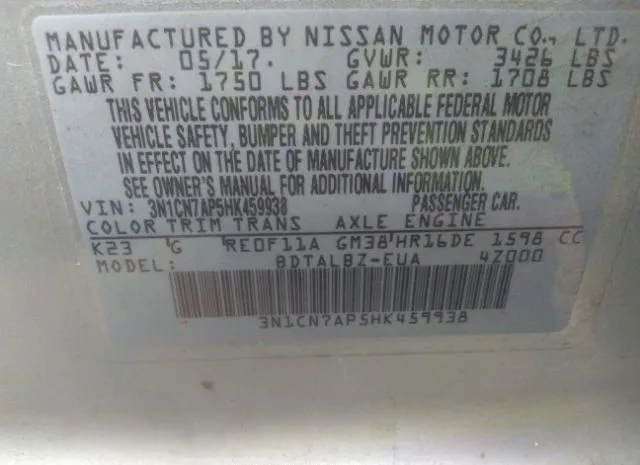 MANUFACTURED BY NISSAN MOTOR CO., LTD.
DATE: 05/17. GVWR: 3426 LBS
GAWR FR: 1750 LBS GAWR RR: 1708 LBS
THIS VEHICLE CONFORMS TO ALL APPLICABLE FEDERAL MOTOR
VEHICLE SAFETY, BUMPER AND THEFT PREVENTION STANDARDS
IN EFFECT ON THE DATE OF MANUFACTURE SHOWN ABOVE.
SEE OWNER'S MANUAL FOR ADDITIONAL INFORMATION.
VIN: 3N1CN7AP5HK459938 PASSENGER CAR.
COLOR TRIM TRANS AXLE ENGINE
K23 G RE0F11A GM38 HR16DE 1598 CC
MODEL: BDTALBZ-EUA 4Z000
3N1CN7AP5HK459938